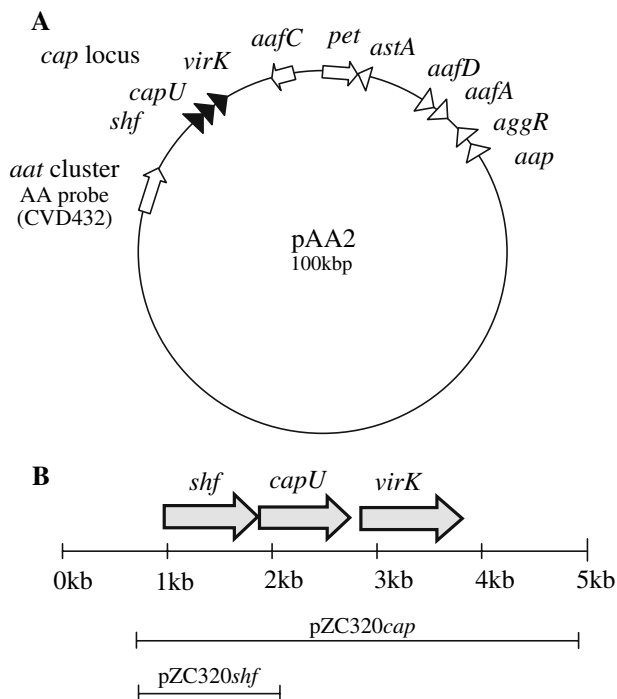 A
cap locus
aafC
pet
astA
virK
capU
shf
aafD
aafA
aggR
aap
aat cluster
AA probe
(CVD432)
pAA2
100kbp
B
shf
capU
virK
0kb 1kb 2kb 3kb 4kb 5kb
pZC320cap
pZC320shf